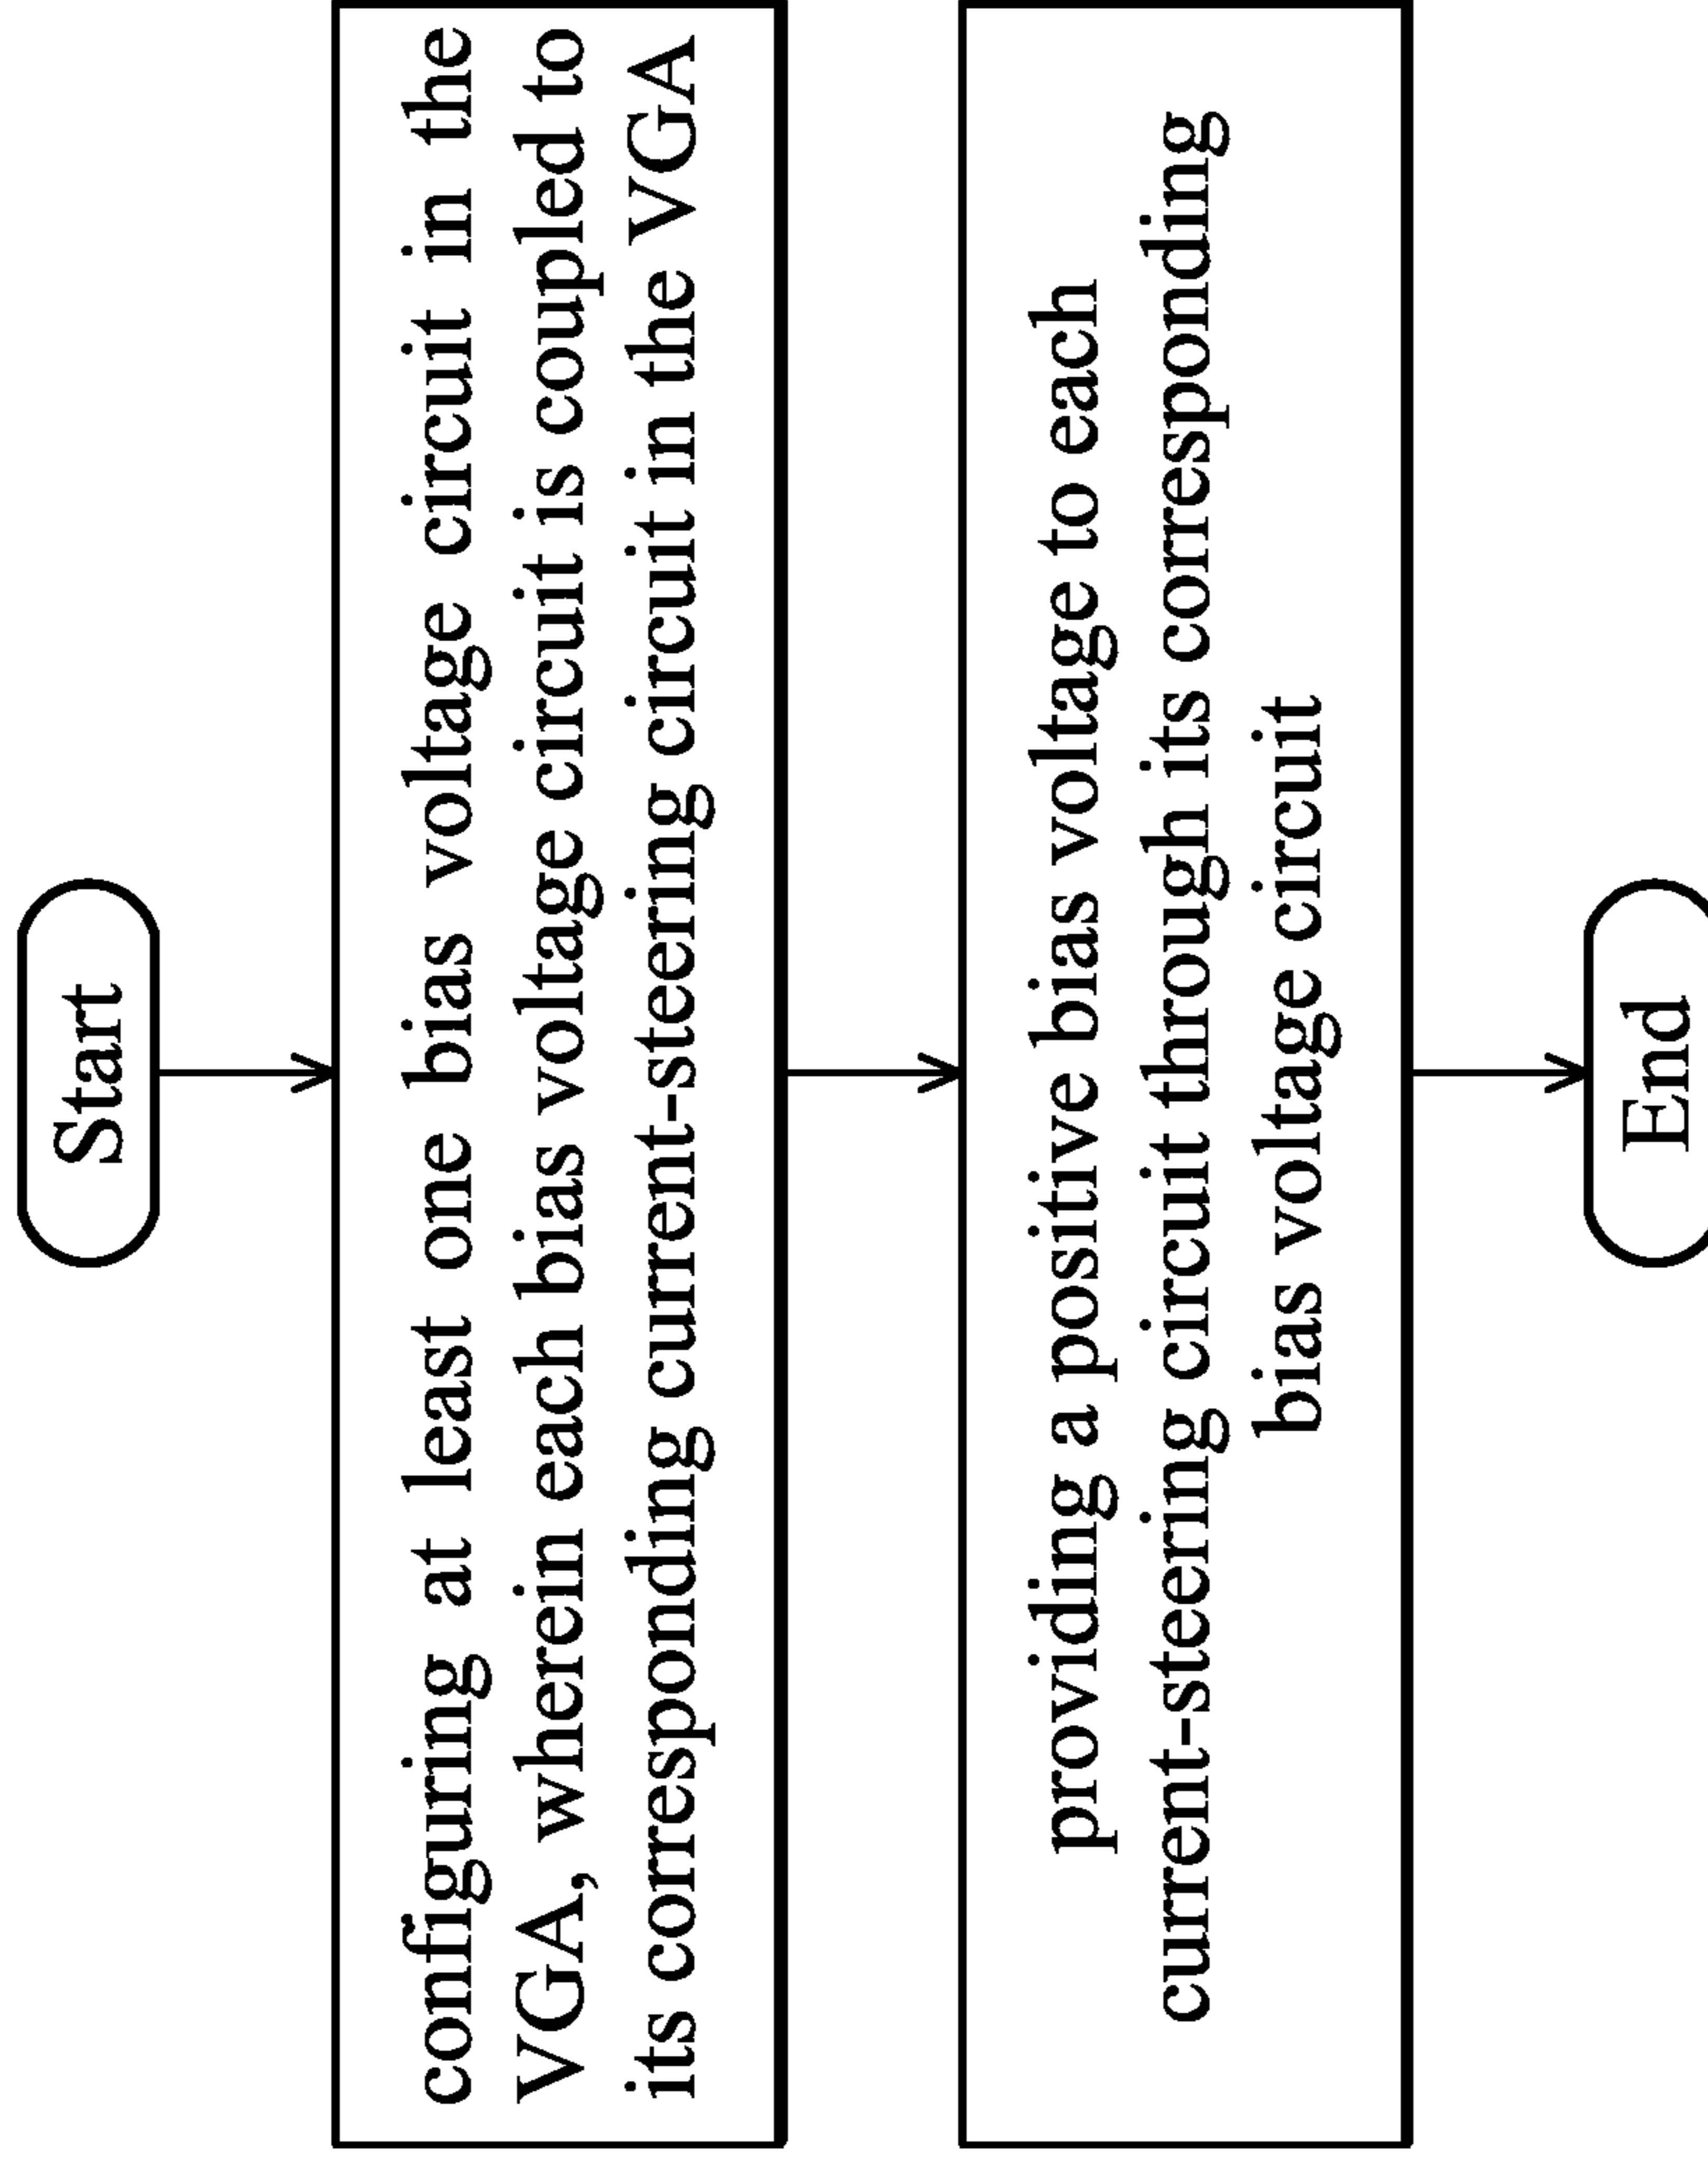 Start
configuring at least one bias voltage circuit in the
VGA, wherein each bias voltage circuit is coupled to
its corresponding current-steering circuit in the VGA
providing a positive bias voltage to each
current-steering circuit through its corresponding
bias voltage circuit
End